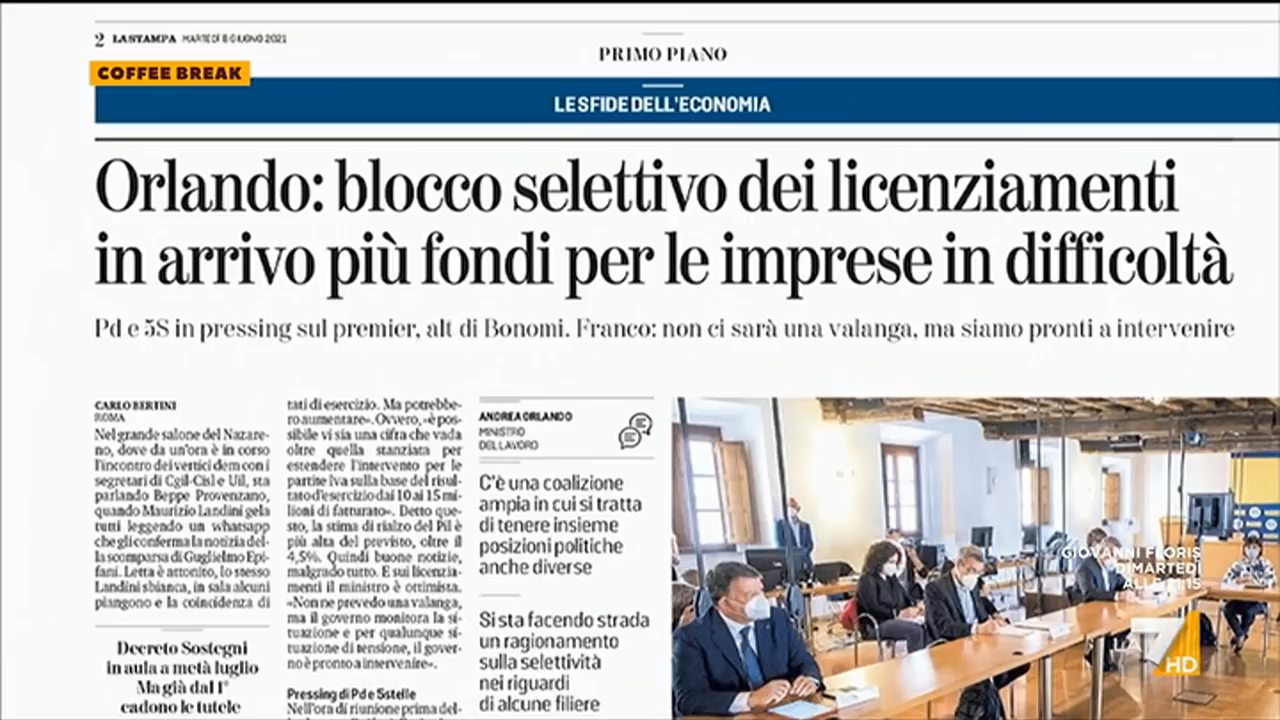 2 LA STAMPA MARTEDÌ 8 GIUGNO 2021
PRIMO PIANO
COFFEE BREAK
LE SFIDE DELL'ECONOMIA
Orlando: blocco selettivo dei licenziamenti
in arrivo più fondi per le imprese in difficoltà
Pd e 5S in pressing sul premier, alt di Bonomi. Franco: non ci sarà una valanga, ma siamo pronti a intervenire
CARLO BERTINI
ROMA
Nel grande salone del Nazare-
no, dove da un'ora è in corso
l'incontro dei vertici dem con i
segretari di Cgil-Cisl e Uil, sta
parlando Beppe Provenzano,
quando Maurizio Landini gela
tutti leggendo un whatsapp
che gli conferma la notizia del-
la scomparsa di Guglielmo Epi-
fani. Letta è attonito, lo stesso
Landini sbianca, in sala alcuni
piangono e la coincidenza di
Decreto Sostegni
in aula a metà luglio
Ma già dal 1°
cadono le tutele
tati di esercizio. Ma potrebbe-
ro aumentare». Ovvero, «è pos-
sibile vi sia una cifra che vada
oltre quella stanziata per
estendere l'intervento per le
partite Iva sulla base del risul-
tato d'esercizio dai 10 ai 15 mi-
lioni di fatturato». Detto que-
sto, la stima di rialzo del Pil è
più alta del previsto, oltre il
4,5%. Quindi buone notizie,
malgrado tutto. E sui licenzia-
menti il ministro è ottimista.
«Non ne prevedo una valanga,
ma il governo monitora la si-
tuazione e per qualunque si-
tuazione di tensione, il gover-
no è pronto a intervenire».
Pressing di Pd e 5stelle
Nell'ora di riunione prima del-
ANDREA ORLANDO
MINISTRO
DEL LAVORO
C'è una coalizione
ampia in cui si tratta
di tenere insieme
posizioni politiche
anche diverse
Si sta facendo strada
un ragionamento
sulla selettività
nei riguardi
di alcune filiere
GIOVANNI FLORIS
DIMARTEDÌ
ALLE 21:15
LA7
HD